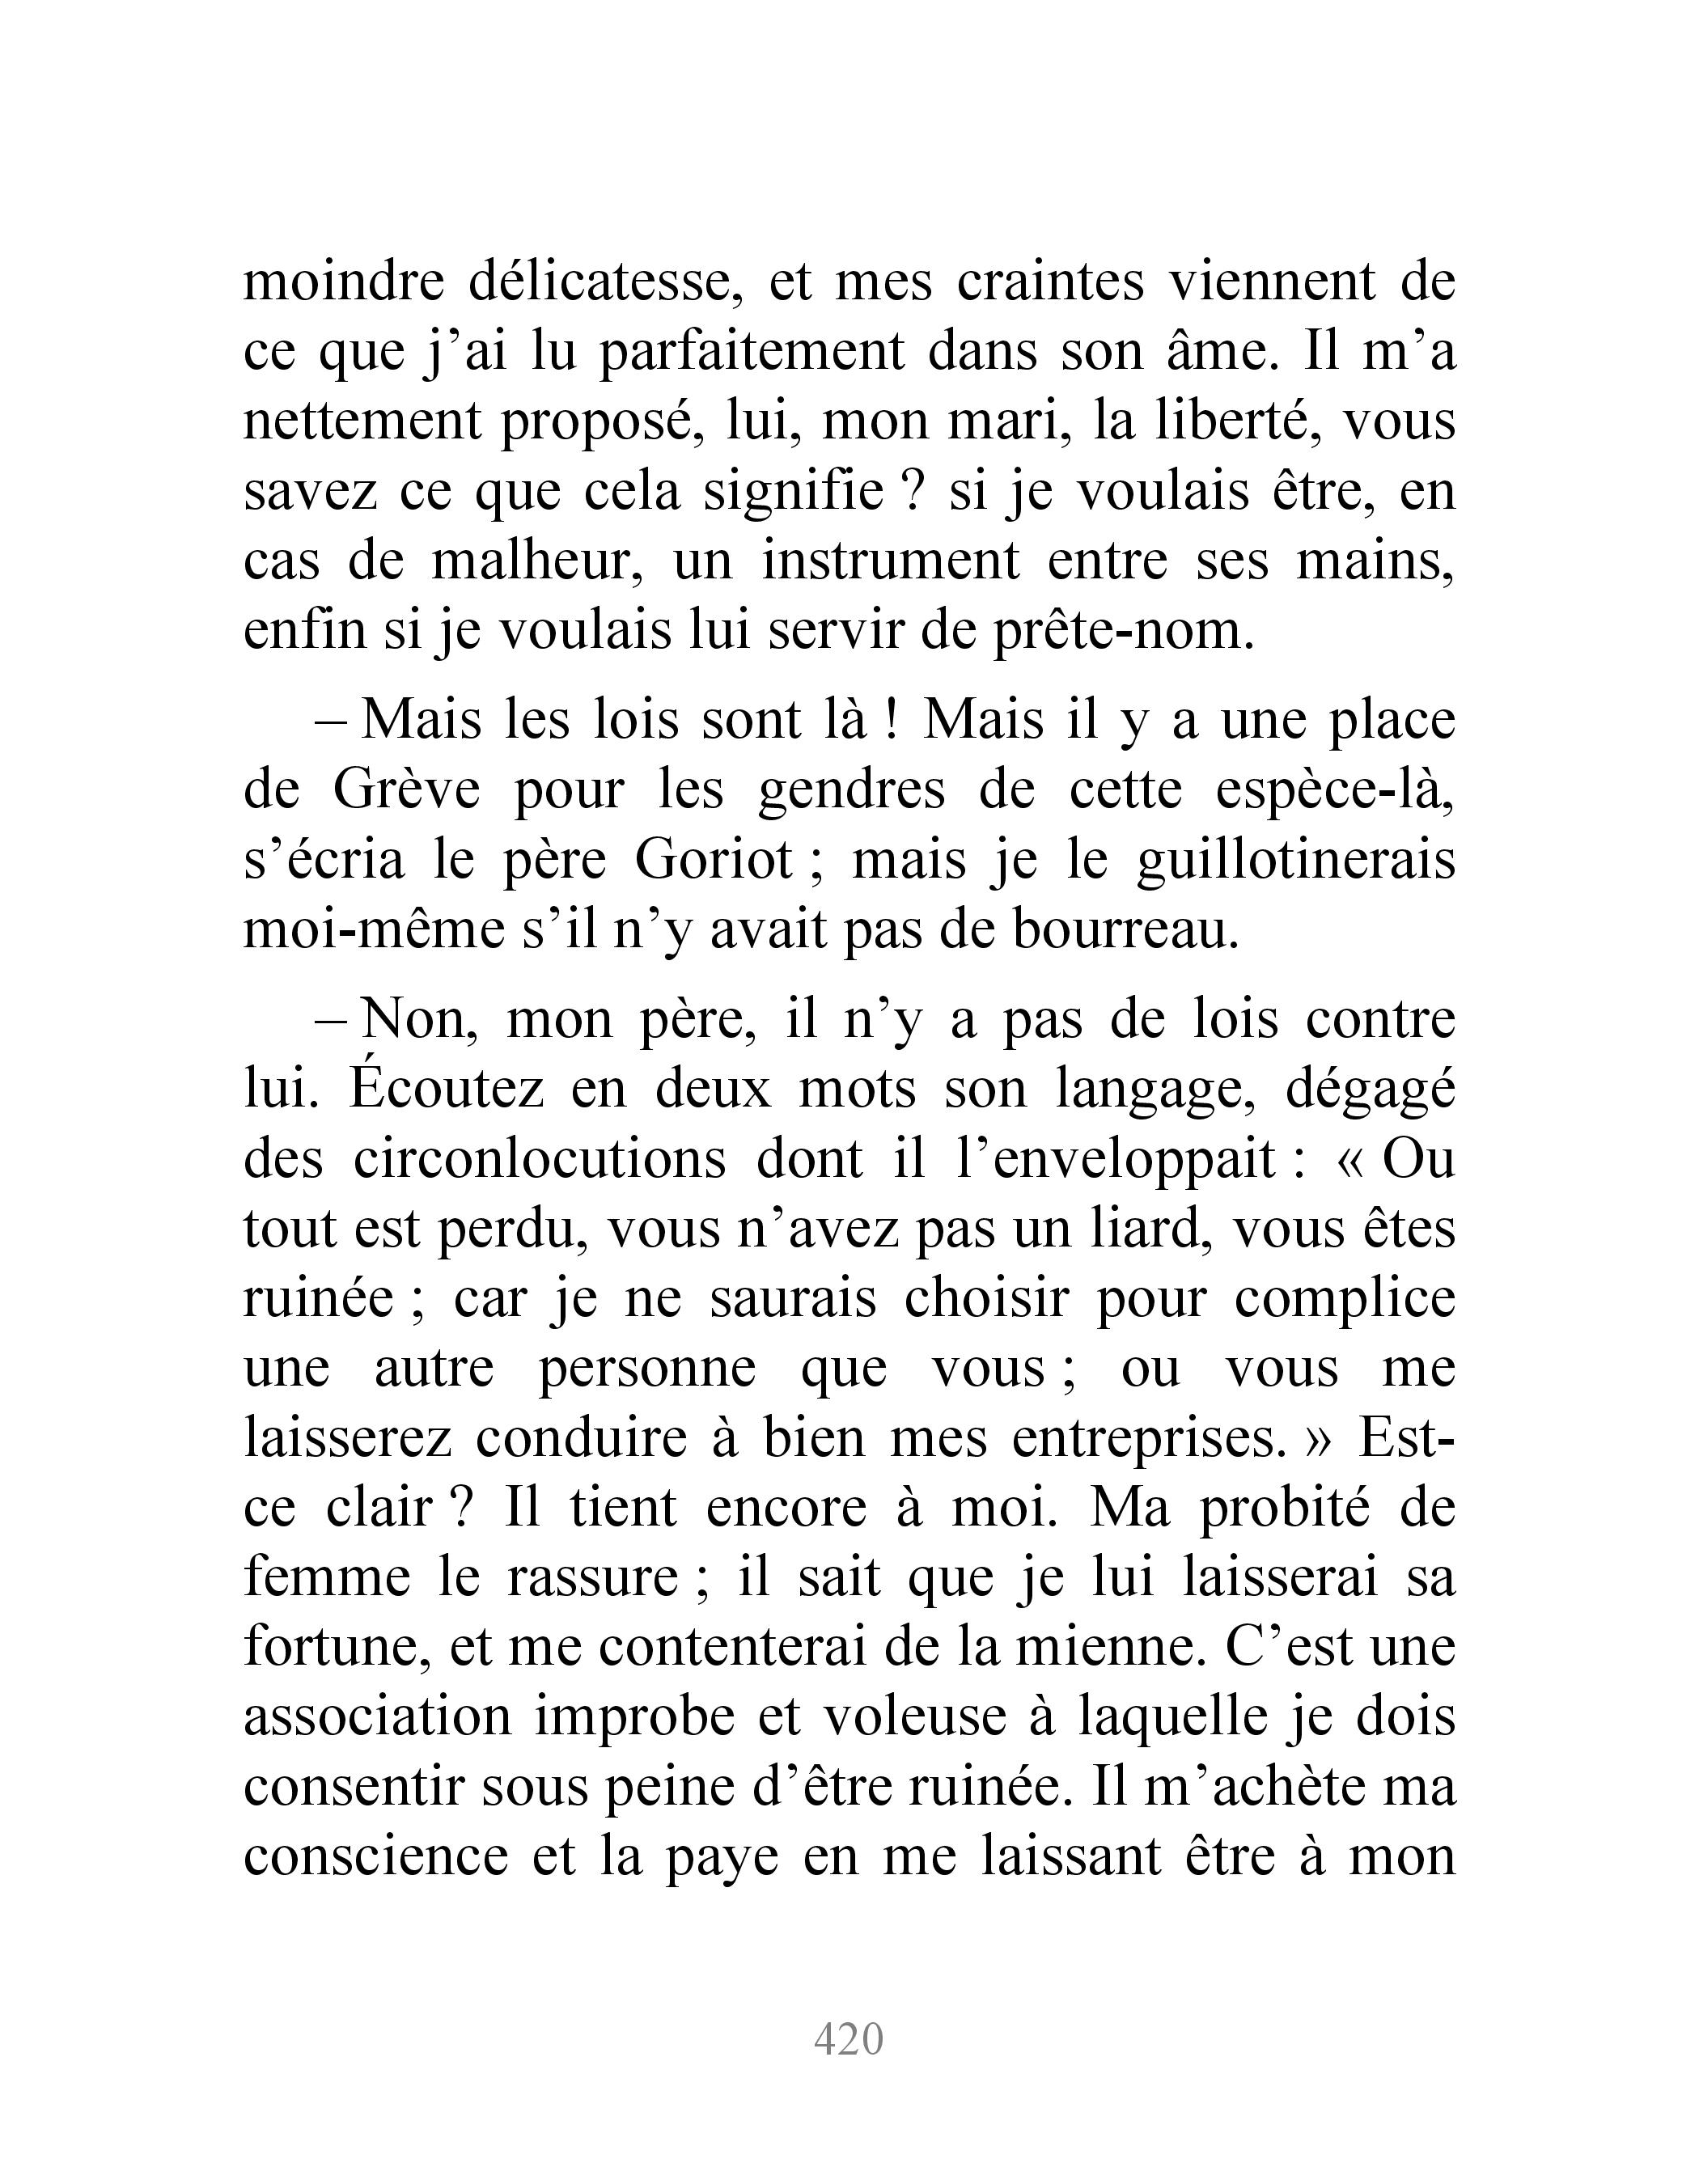 moindre délicatesse, et mes craintes viennent de
ce que j’ai lu parfaitement dans son âme. Il m’a
nettement proposé, lui, mon mari, la liberté, vous
savez ce que cela signifie ? si je voulais être, en
cas de malheur, un instrument entre ses mains,
enfin si je voulais lui servir de prête-nom.
– Mais les lois sont là ! Mais il y a une place
de Grève pour les gendres de cette espèce-là,
s’écria le père Goriot ; mais je le guillotinerais
moi-même s’il n’y avait pas de bourreau.
– Non, mon père, il n’y a pas de lois contre
lui. Écoutez en deux mots son langage, dégagé
des circonlocutions dont il l’enveloppait : « Ou
tout est perdu, vous n’avez pas un liard, vous êtes
ruinée ; car je ne saurais choisir pour complice
une autre personne que vous ; ou vous me
laisserez conduire à bien mes entreprises. » Est-
ce clair ? Il tient encore à moi. Ma probité de
femme le rassure ; il sait que je lui laisserai sa
fortune, et me contenterai de la mienne. C’est une
association improbe et voleuse à laquelle je dois
consentir sous peine d’être ruinée. Il m’achète ma
conscience et la paye en me laissant être à mon
420